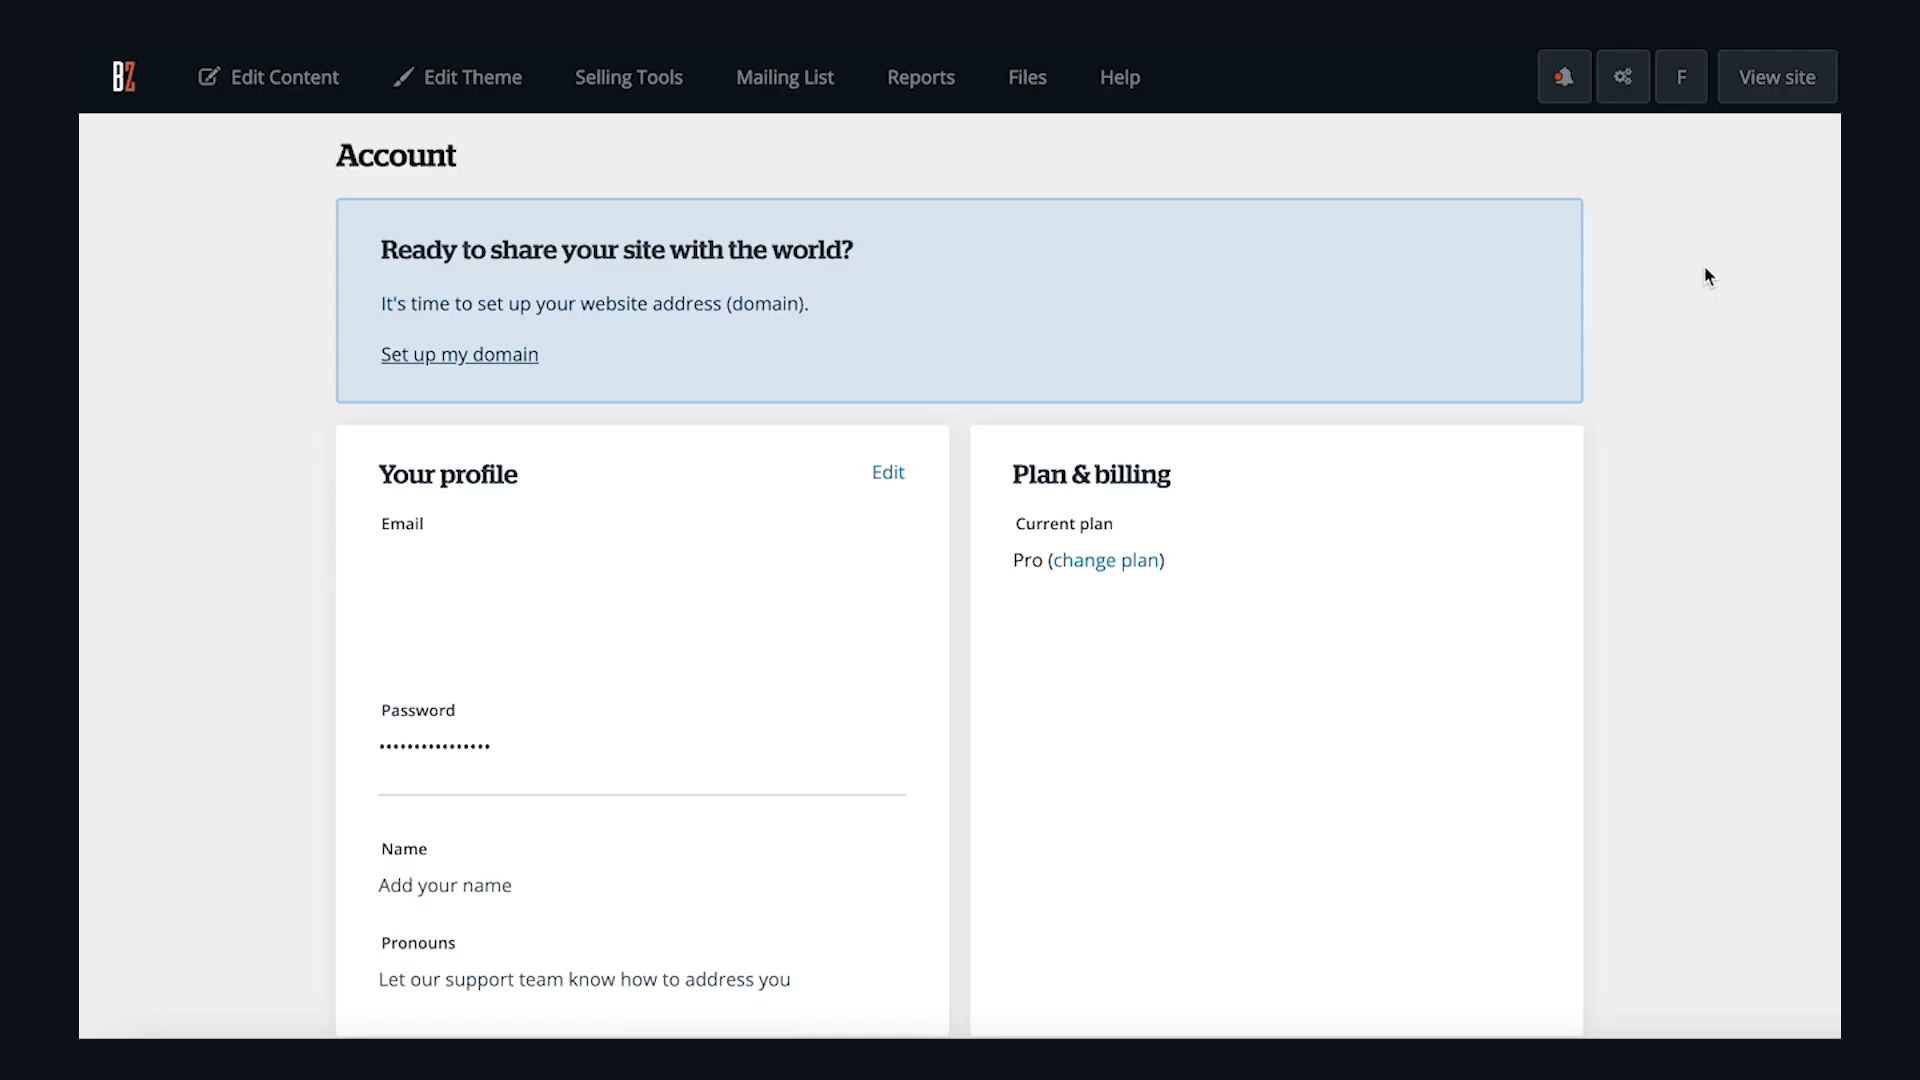 BZ
Edit Content
Edit Theme
Selling Tools
Mailing List
Reports
Files
Help
F
View site
Account
Ready to share your site with the world?
It's time to set up your website address (domain).
Set up my domain
Your profile
Edit
Email
Password
••••••••••••••••
Name
Add your name
Pronouns
Let our support team know how to address you
Plan & billing
Current plan
Pro (change plan)